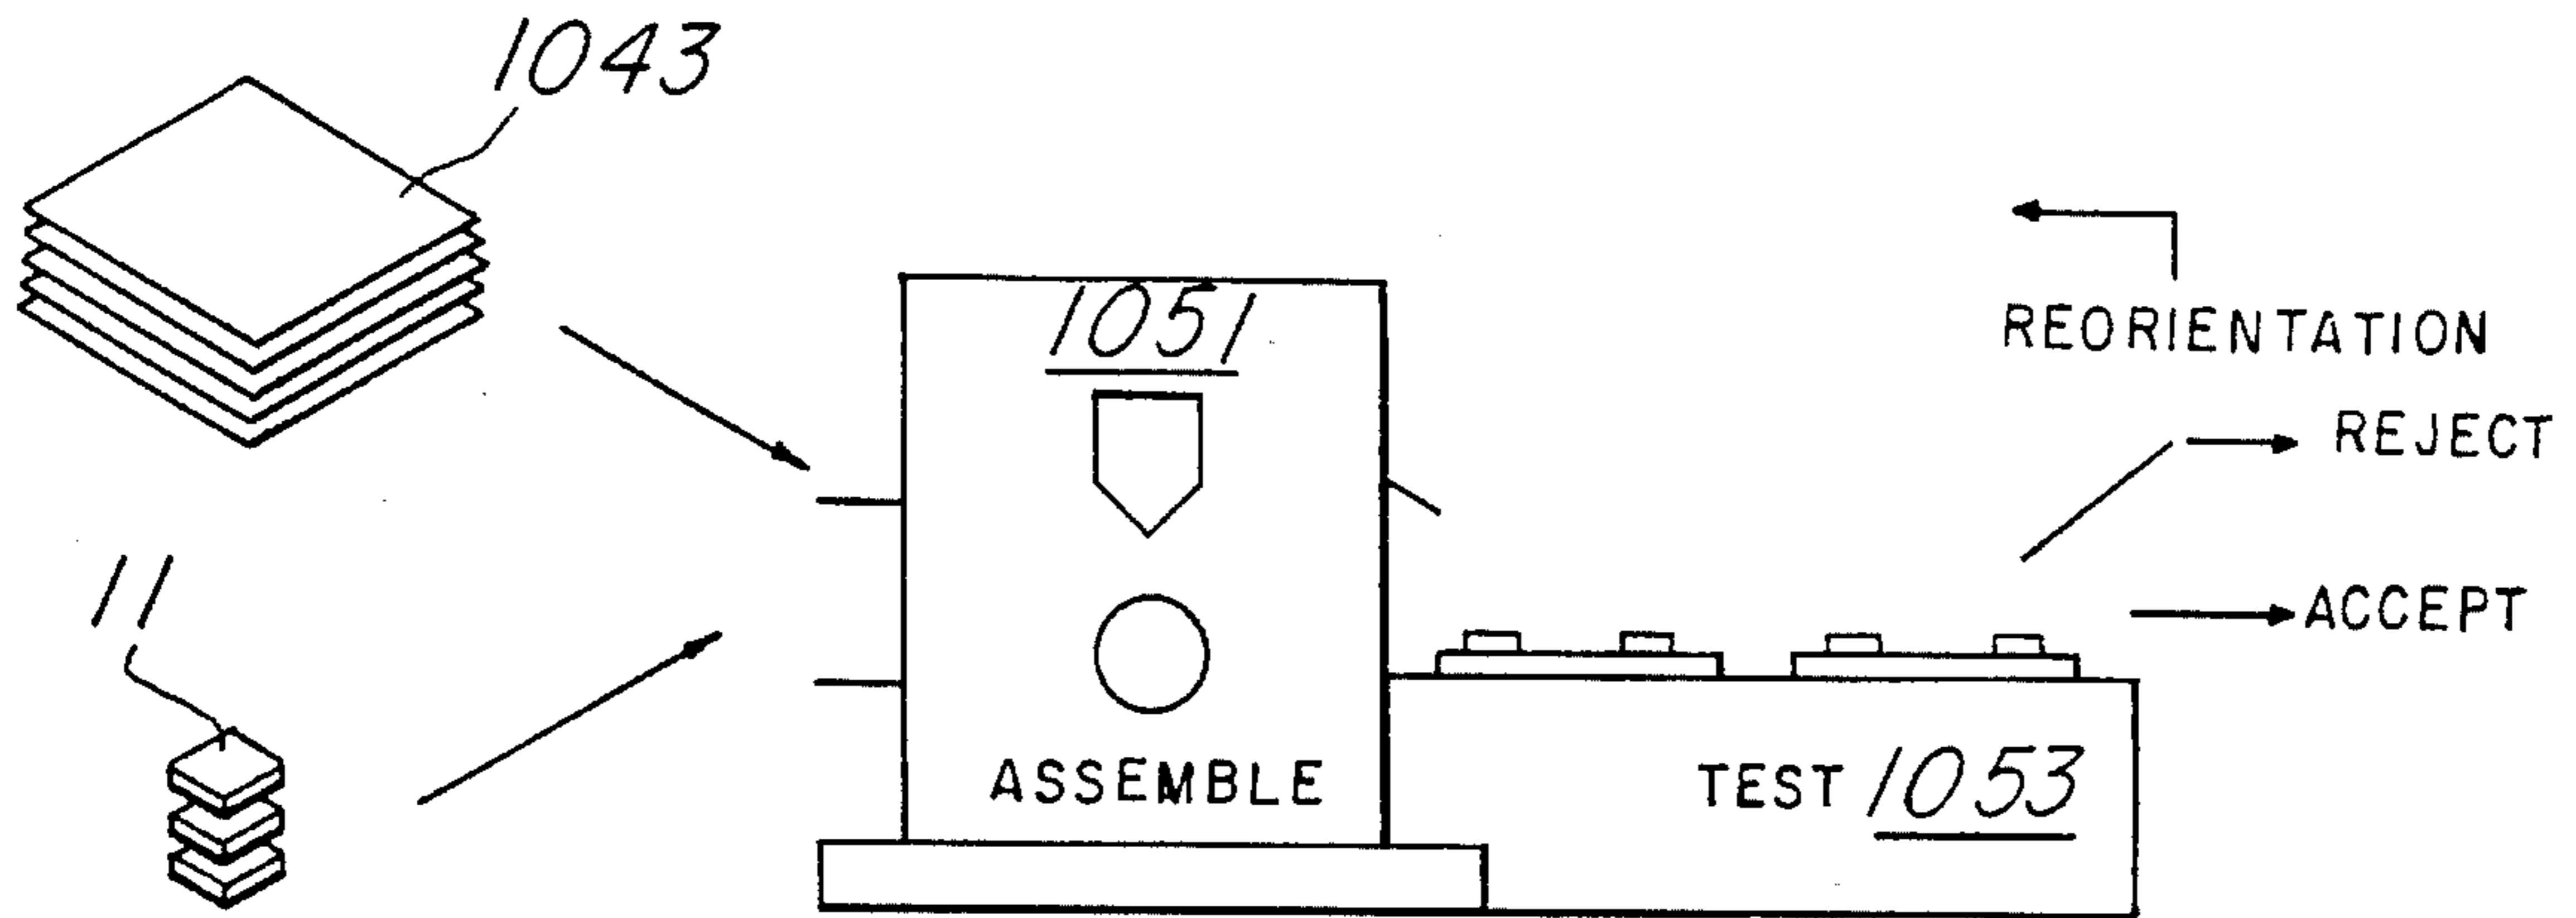 1043
1051
REORIENTATION
REJECT
11
ACCEPT
ASSEMBLE
TEST 1053